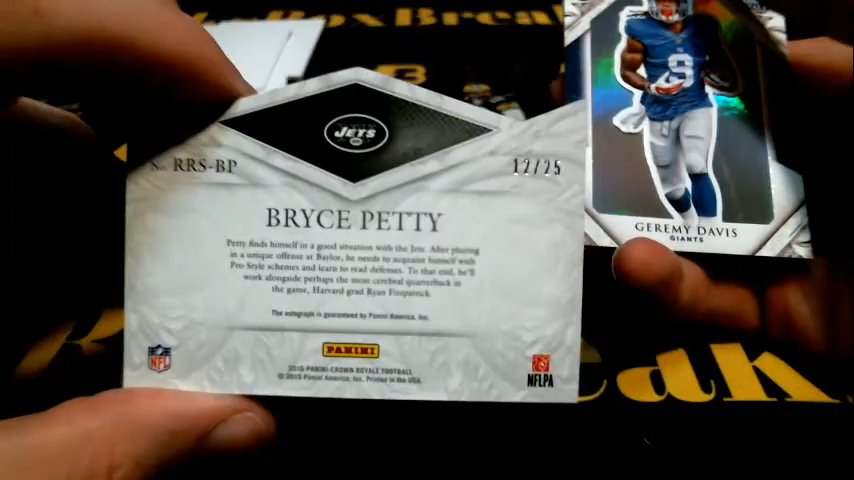 BoxBreak
JETS
No. RRS-BP
12/25
BRYCE PETTY
Petty finds himself in a good situation with the Jets. After playing
in a unique offense at Baylor, he needs to acquaint himself with
Pro Style schemes and learn to read defenses. To that end, he'll
work alongside perhaps the most cerebral quarterback in
the game, Harvard grad Ryan Fitzpatrick.
The autograph is guaranteed by Panini America, Inc.
NFL
PANINI
2015 PANINI-CROWN ROYALE FOOTBALL
© 2015 Panini America, Inc. Printed in the USA
NFLPA
9
GEREMY DAVIS
GIANTS